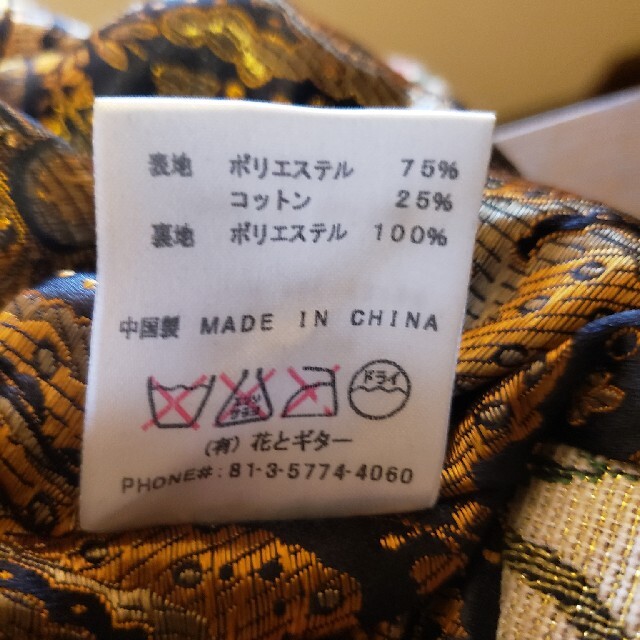 表地 ポリエステル 75%
コットン 25%
裏地 ポリエステル 100%
中国製 MADE IN CHINA
ドライ
(有) 花とギター
PHONE#: 81-3-5774-4060